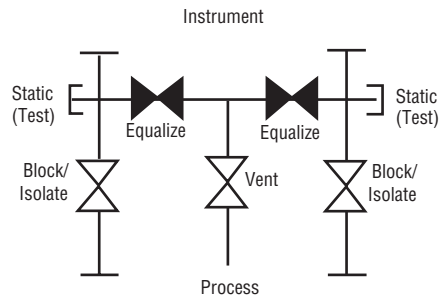 Instrument
Static
(Test)
Equalize
Equalize
Static
(Test)
Block/
Isolate
Vent
Block/
Isolate
Process